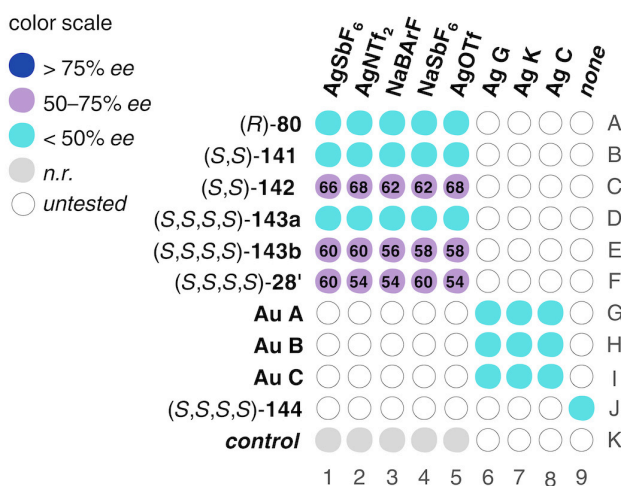 color scale
> 75% ee
50–75% ee
< 50% ee
n.r.
untested
AgSbF6 AgNTf2 NaBArF NaSbF6 AgOTf Ag G Ag K Ag C none
(R)-80 A
(S,S)-141 B
(S,S)-142 66 68 62 62 68 C
(S,S,S,S)-143a D
(S,S,S,S)-143b 60 60 56 58 58 E
(S,S,S,S)-28' 60 54 54 60 54 F
Au A G
Au B H
Au C I
(S,S,S,S)-144 J
control K
1 2 3 4 5 6 7 8 9